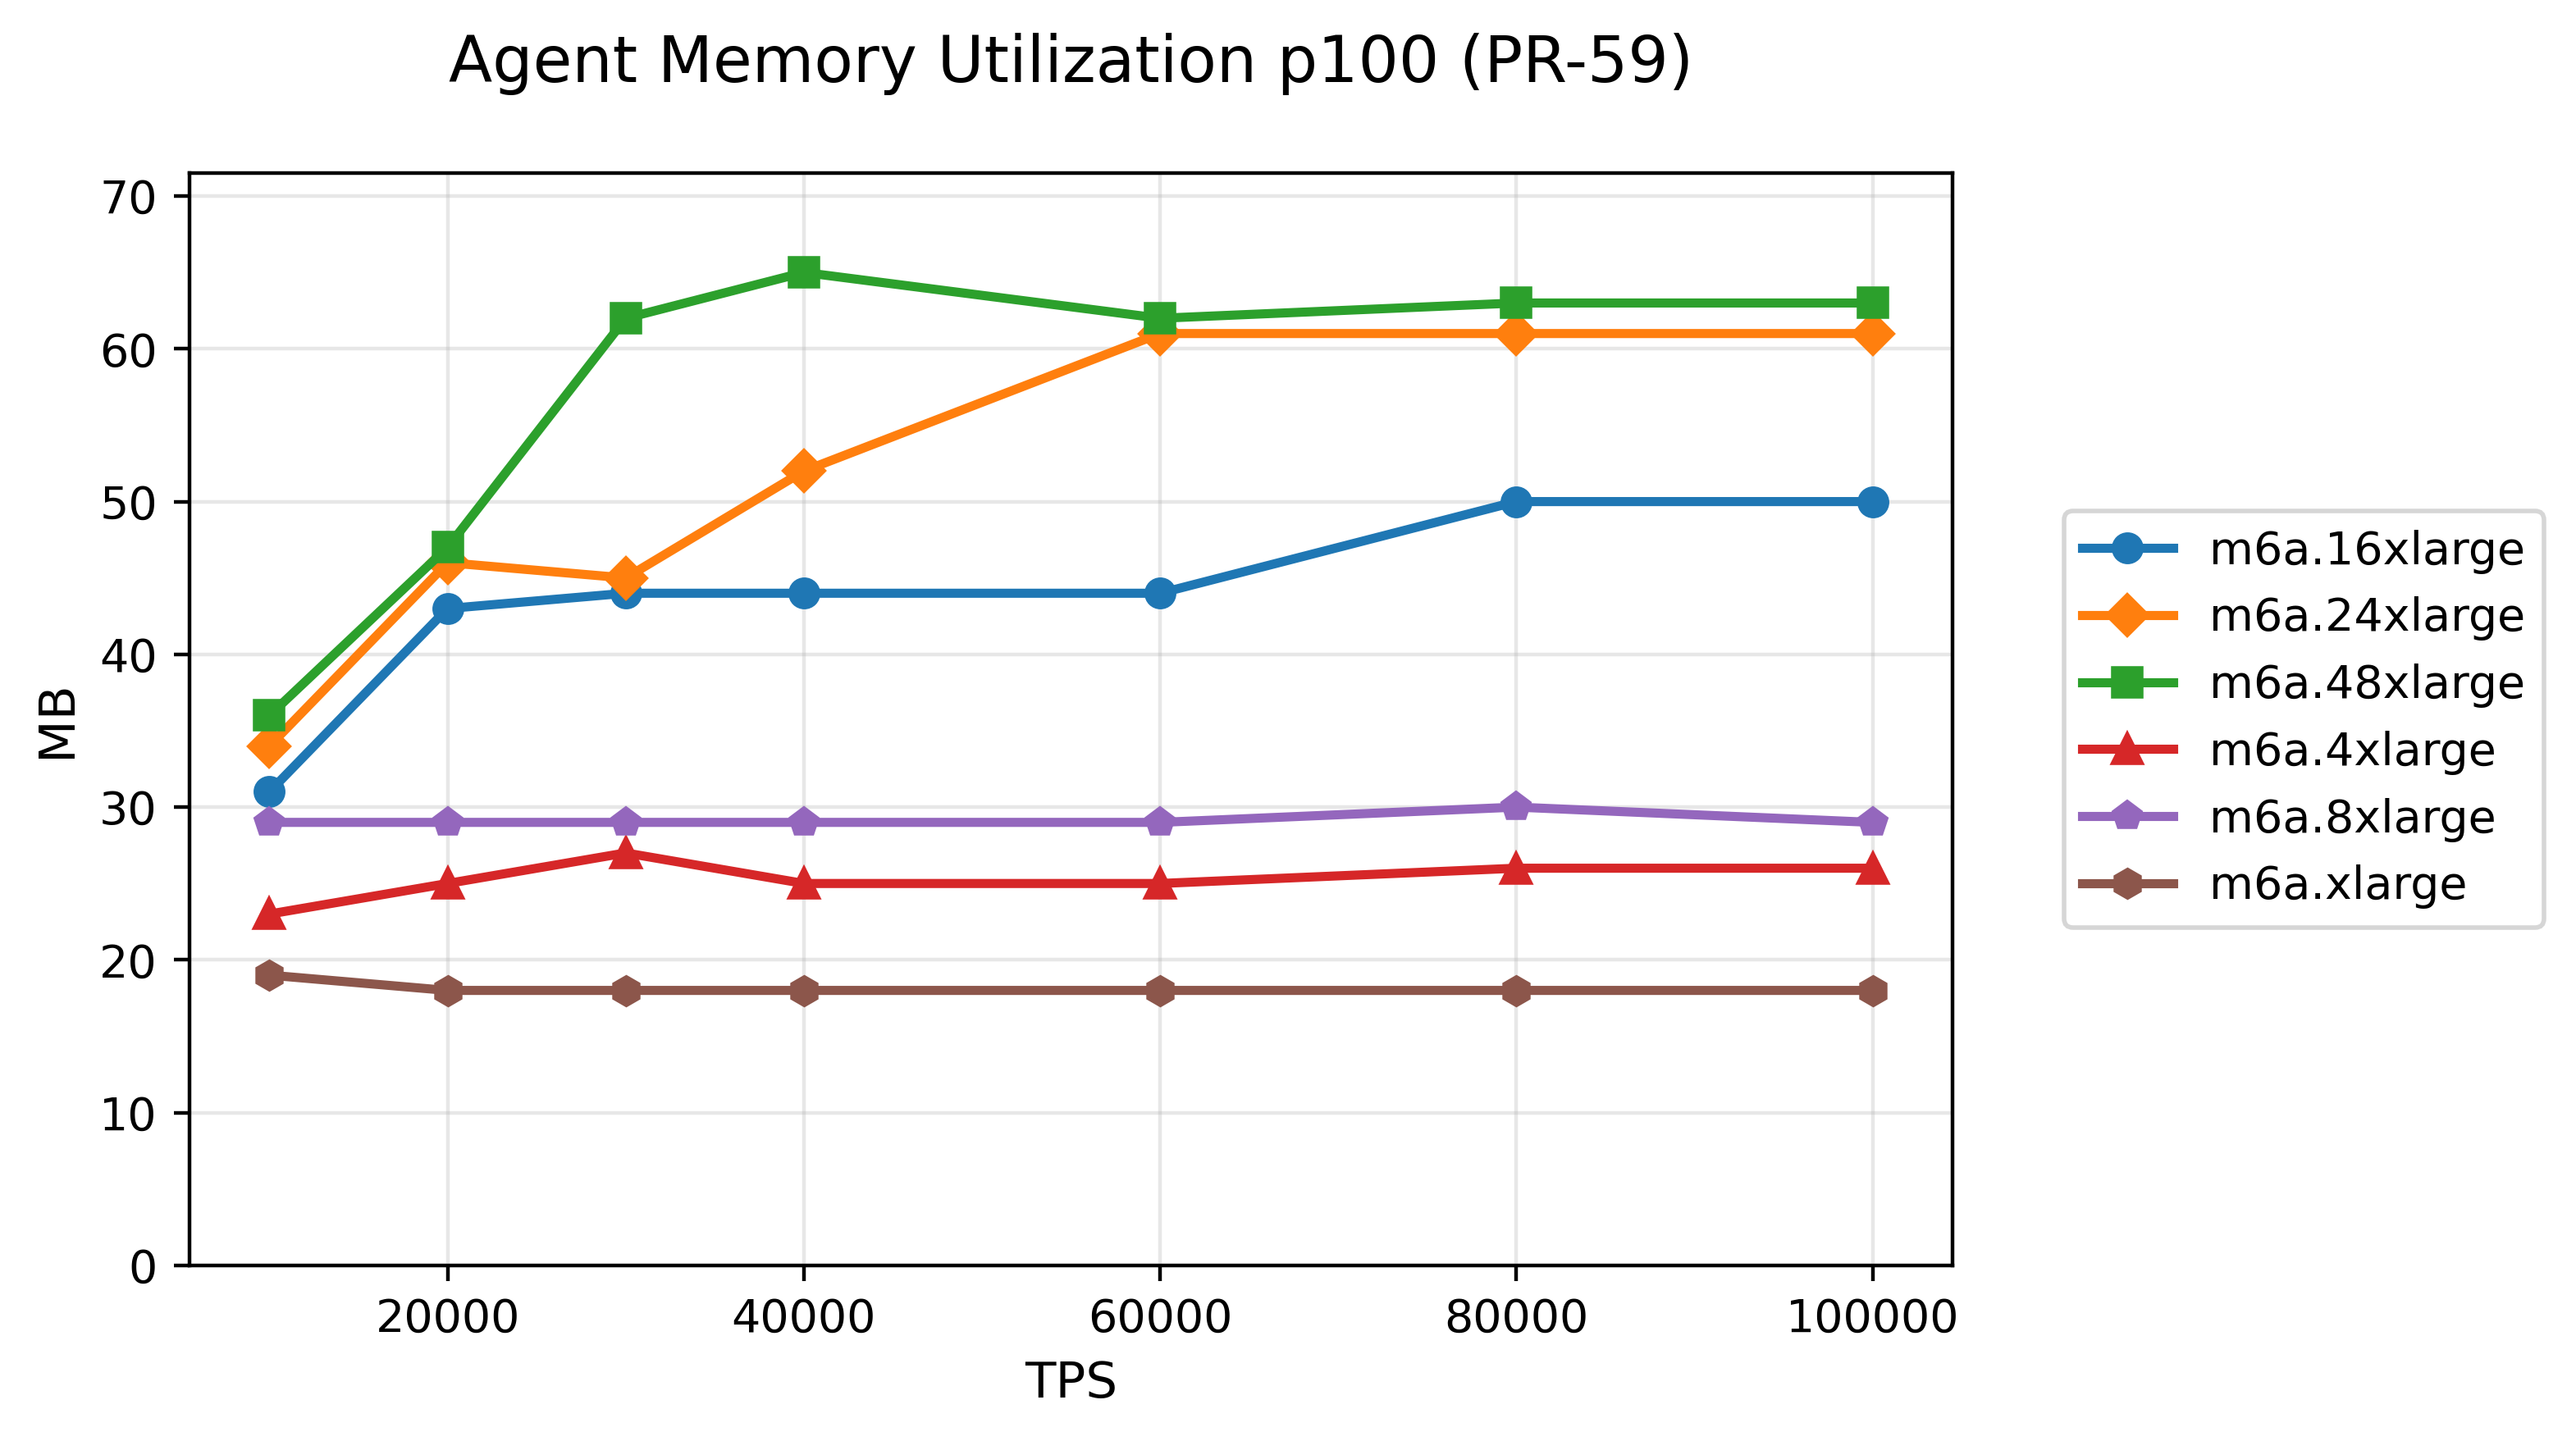 Agent Memory Utilization p100 (PR-59)
70
60
50
40
30
20
10
0
MB
20000
40000
60000
80000
100000
TPS
m6a.16xlarge
m6a.24xlarge
m6a.48xlarge
m6a.4xlarge
m6a.8xlarge
m6a.xlarge